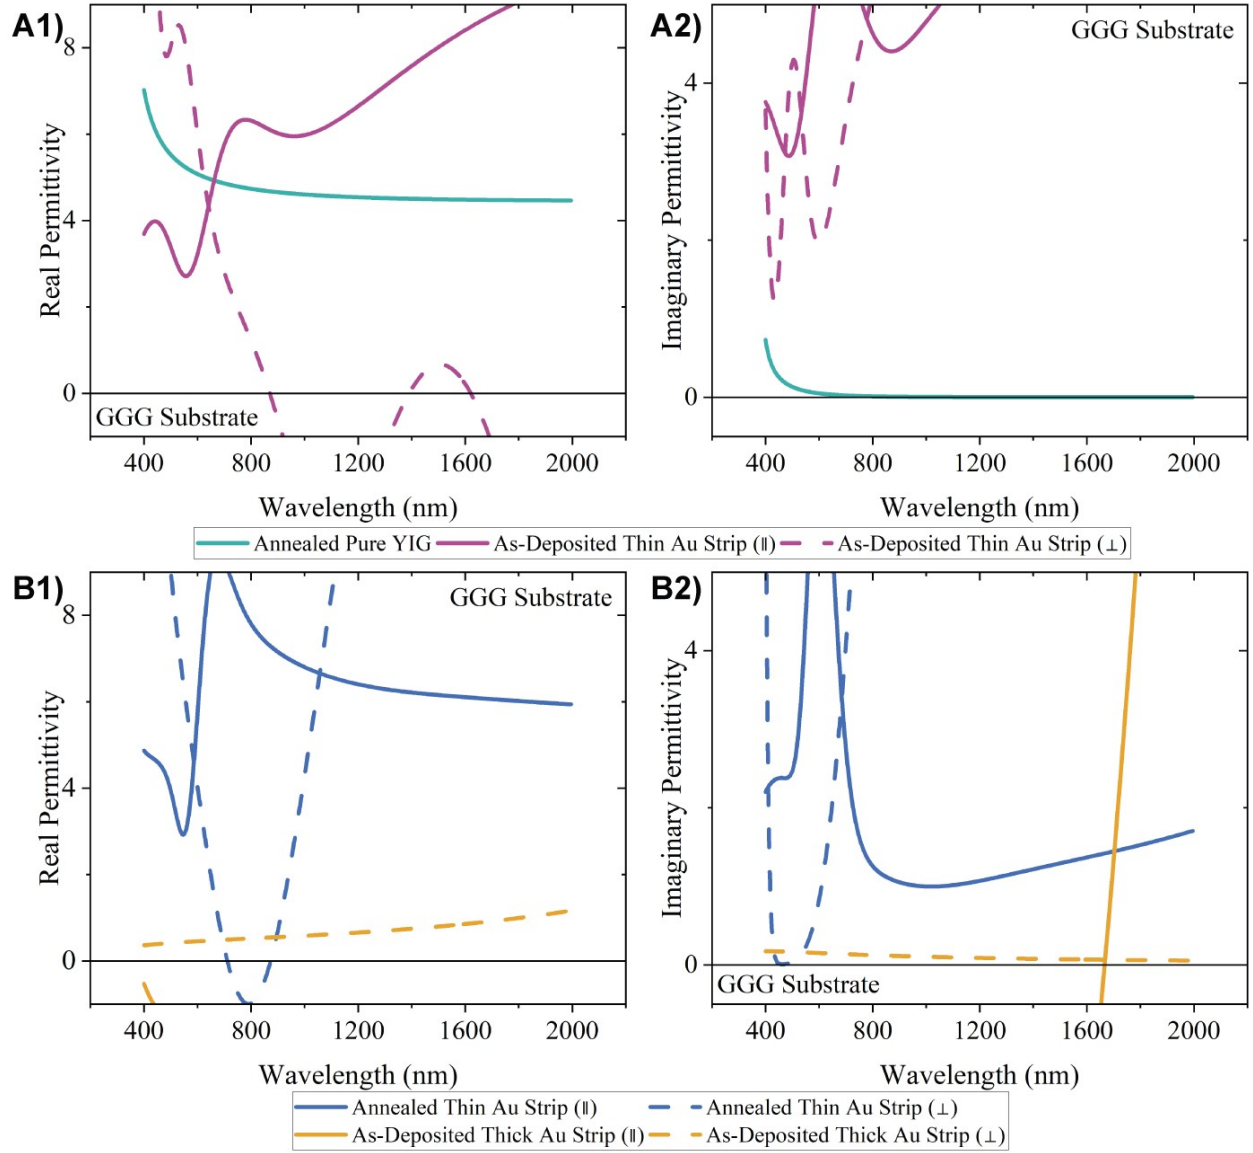 A1)
8
4
0
Real Permittivity
GGG Substrate
400 800 1200 1600 2000
Wavelength (nm)
A2)
GGG Substrate
4
0
Imaginary Permittivity
400 800 1200 1600 2000
Wavelength (nm)
Annealed Pure YIG As-Deposited Thin Au Strip (∥) As-Deposited Thin Au Strip (⊥)
B1)
GGG Substrate
8
4
0
Real Permittivity
400 800 1200 1600 2000
Wavelength (nm)
B2)
4
0
Imaginary Permittivity
GGG Substrate
400 800 1200 1600 2000
Wavelength (nm)
Annealed Thin Au Strip (∥) Annealed Thin Au Strip (⊥)
As-Deposited Thick Au Strip (∥) As-Deposited Thick Au Strip (⊥)